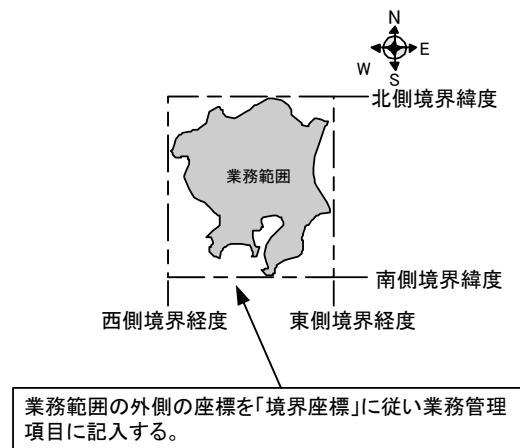 N
W
E
S
北側境界緯度
業務範囲
南側境界緯度
西側境界経度
東側境界経度
業務範囲の外側の座標を「境界座標」に従い業務管理
項目に記入する。